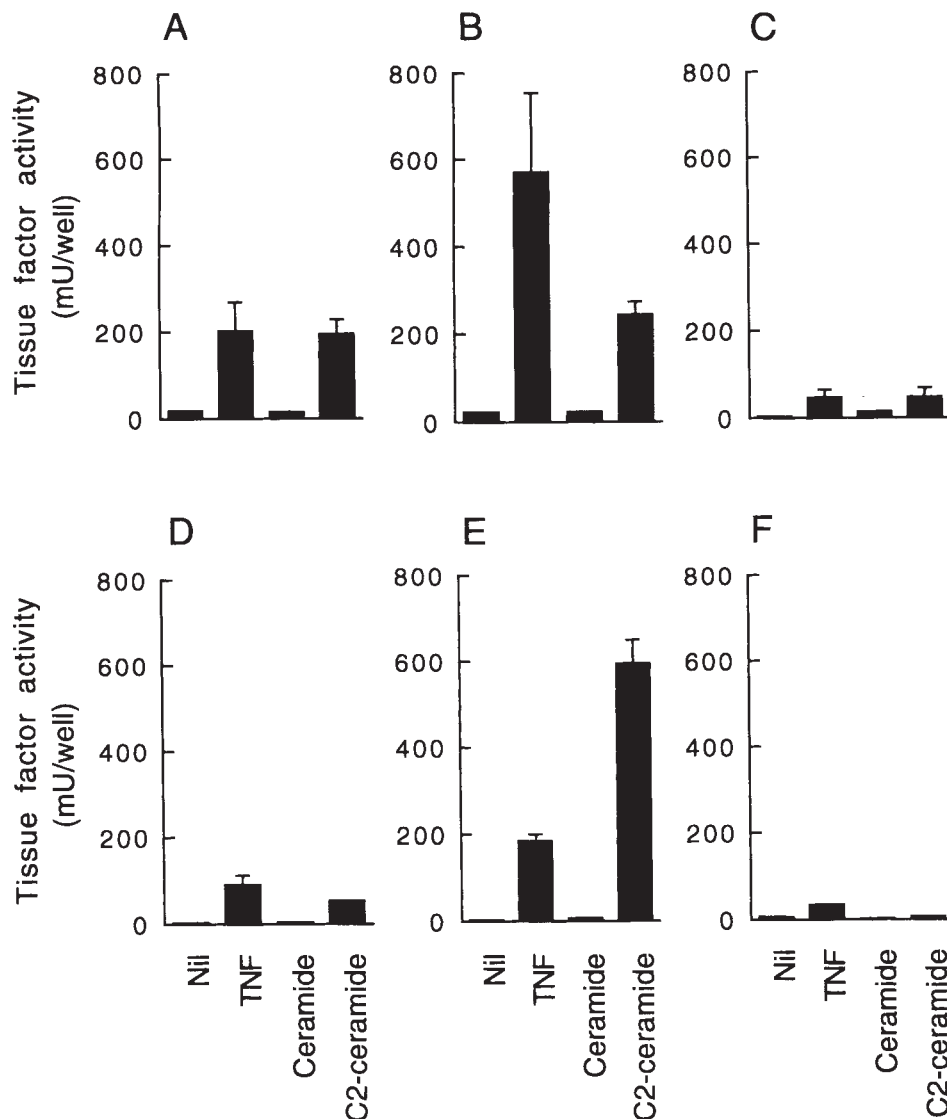 A
B
C
Tissue factor activity
(mU/well)
800
600
400
200
0
800
600
400
200
0
800
600
400
200
0
D
E
F
Tissue factor activity
(mU/well)
800
600
400
200
0
800
600
400
200
0
800
600
400
200
0
Nil
TNF
Ceramide
C2-ceramide
Nil
TNF
Ceramide
C2-ceramide
Nil
TNF
Ceramide
C2-ceramide